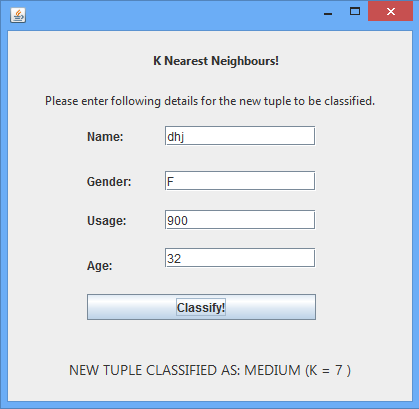 K Nearest Neighbours!
Please enter following details for the new tuple to be classified.
Name: dhj
Gender: F
Usage: 900
Age: 32
Classify!
NEW TUPLE CLASSIFIED AS: MEDIUM (K = 7 )